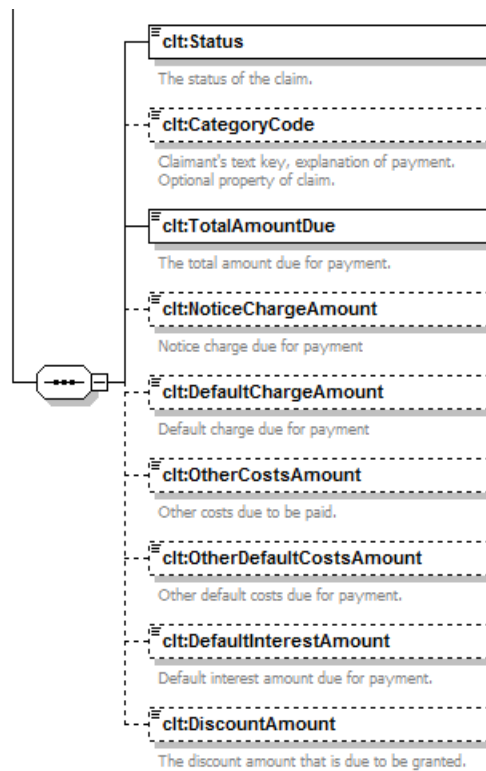 clt:Status
The status of the claim.
clt:CategoryCode
Claimant's text key, explanation of payment.
Optional property of claim.
clt:TotalAmountDue
The total amount due for payment.
clt:NoticeChargeAmount
Notice charge due for payment
clt:DefaultChargeAmount
Default charge due for payment
clt:OtherCostsAmount
Other costs due to be paid.
clt:OtherDefaultCostsAmount
Other default costs due for payment.
clt:DefaultInterestAmount
Default interest amount due for payment.
clt:DiscountAmount
The discount amount that is due to be granted.